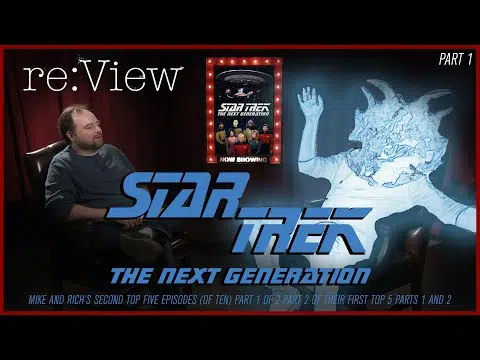 re:View
PART 1
STAR TREK
THE NEXT GENERATION
NOW SHOWING
STAR TREK
THE NEXT GENERATION
MIKE AND RICH'S SECOND TOP FIVE EPISODES (OF TEN) PART 1 OF 2 PART 2 OF THEIR FIRST TOP 5 PARTS 1 AND 2